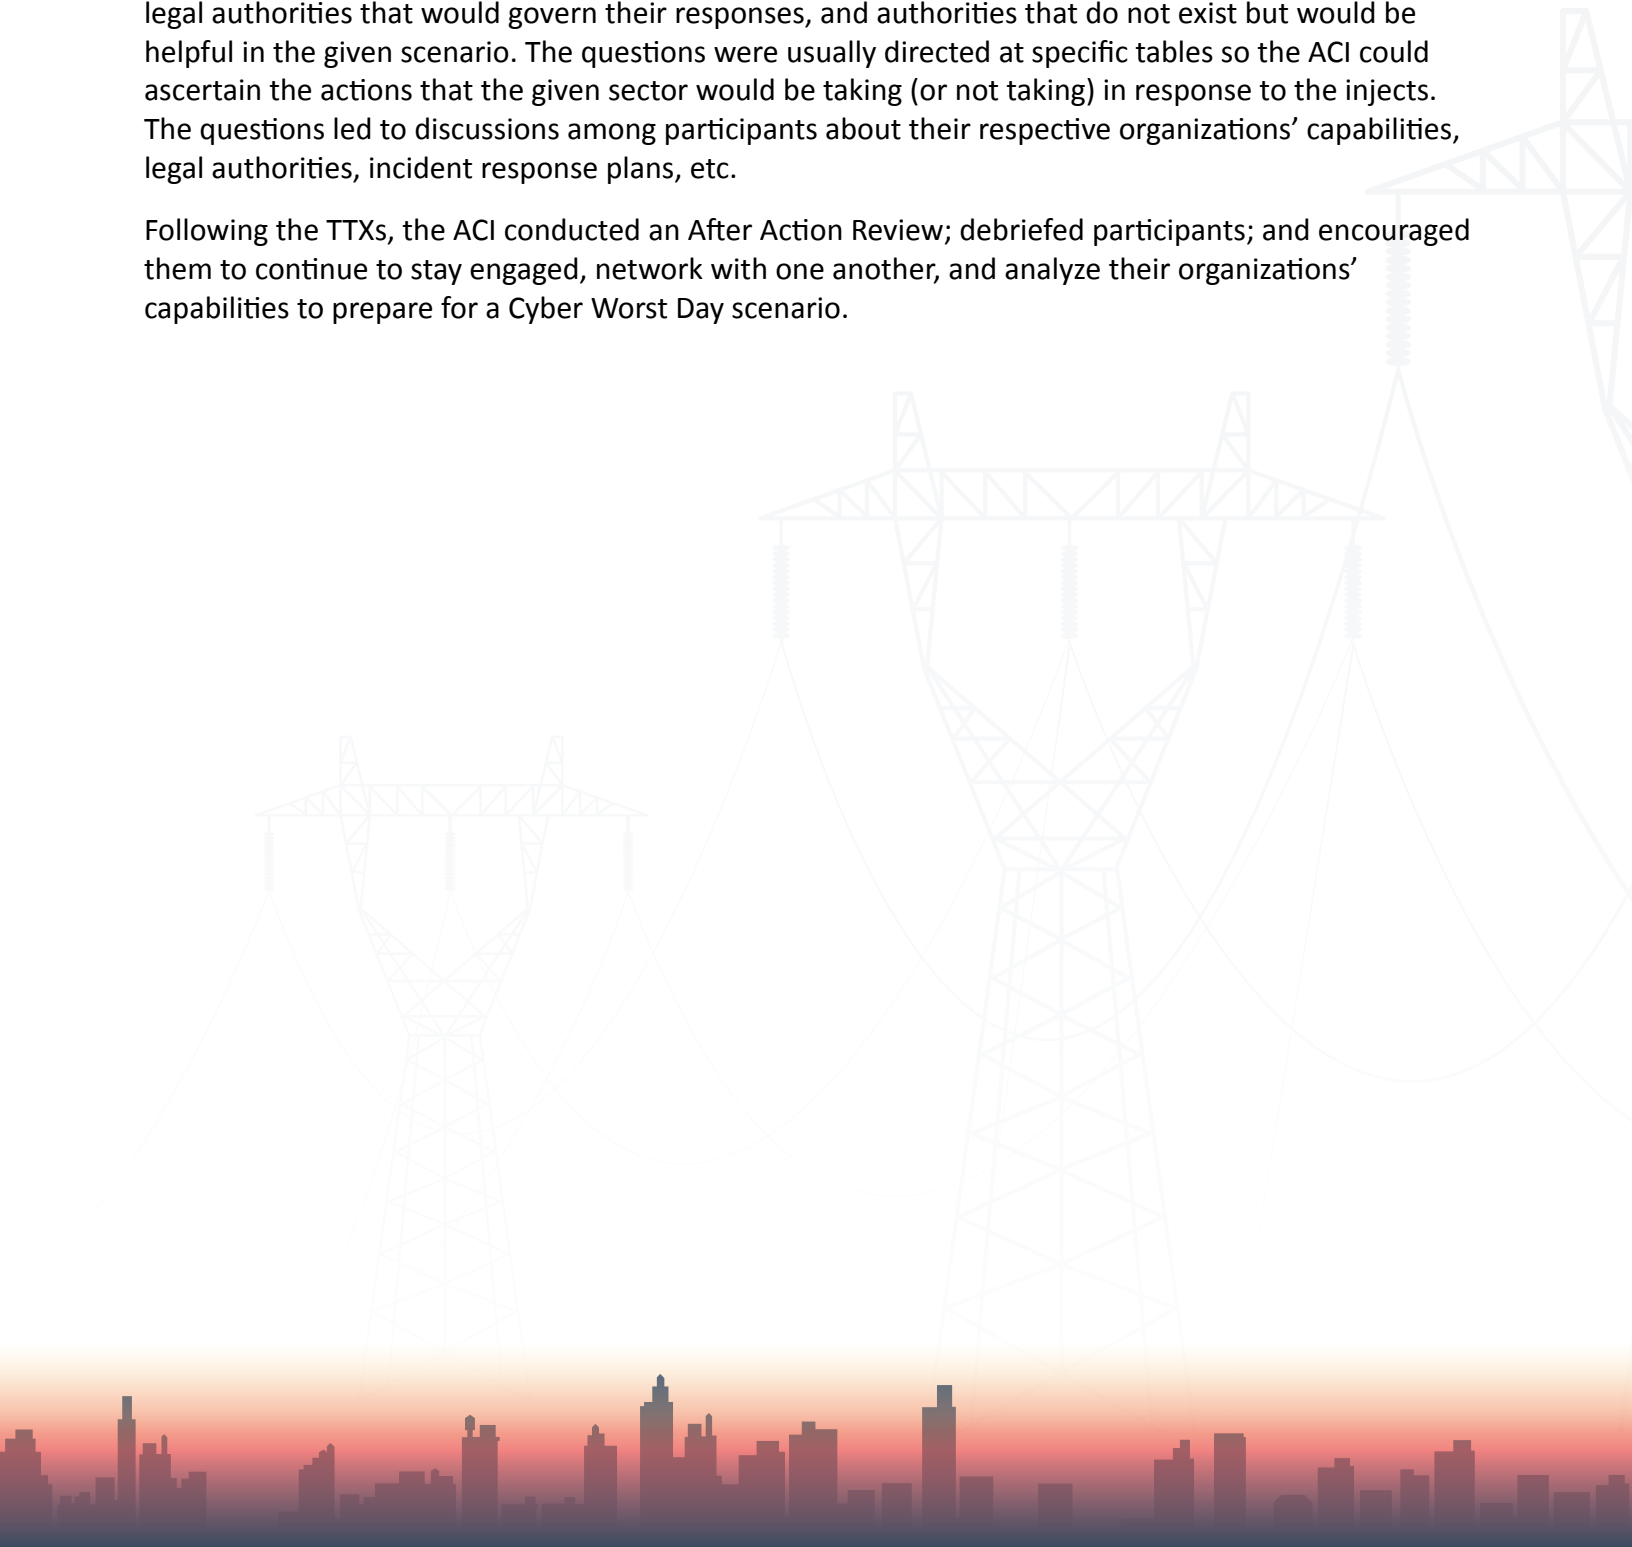 legal authorities that would govern their responses, and authorities that do not exist but would be
helpful in the given scenario. The questions were usually directed at specific tables so the ACI could
ascertain the actions that the given sector would be taking (or not taking) in response to the injects.
The questions led to discussions among participants about their respective organizations’ capabilities,
legal authorities, incident response plans, etc.
Following the TTXs, the ACI conducted an After Action Review; debriefed participants; and encouraged
them to continue to stay engaged, network with one another, and analyze their organizations’
capabilities to prepare for a Cyber Worst Day scenario.